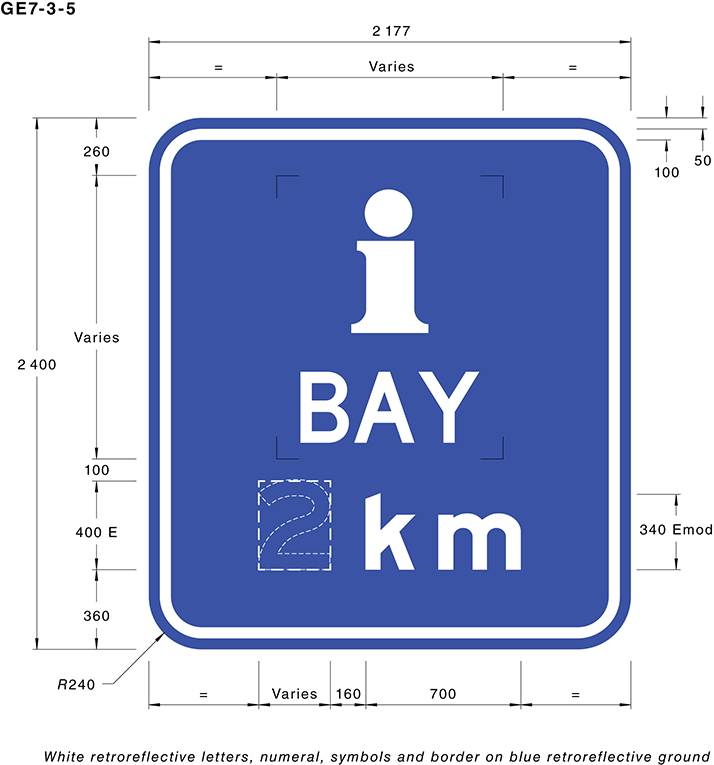 GE7-3-5
2 177
= Varies =
260
50
100
i
Varies
2 400
BAY
100
400 E
2 km
340 Emod
360
R240
= Varies 160 700 =
White retroreflective letters, numeral, symbols and border on blue retroreflective ground